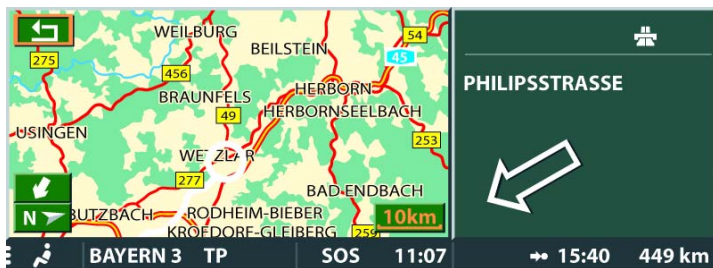 WEILBURG
54
BEILSTEIN
45
275
456
HERBORN
PHILIPSSTRASSE
BRAUNFELS
49
HERBORNSEELBACH
USINGEN
253
WETZLAR
277
BAD ENDBACH
N
BUTZBACH
RODHEIM-BIEBER
10km
KROFDORF-GLEIBERG
259
BAYERN 3 TP SOS 11:07 15:40 449 km